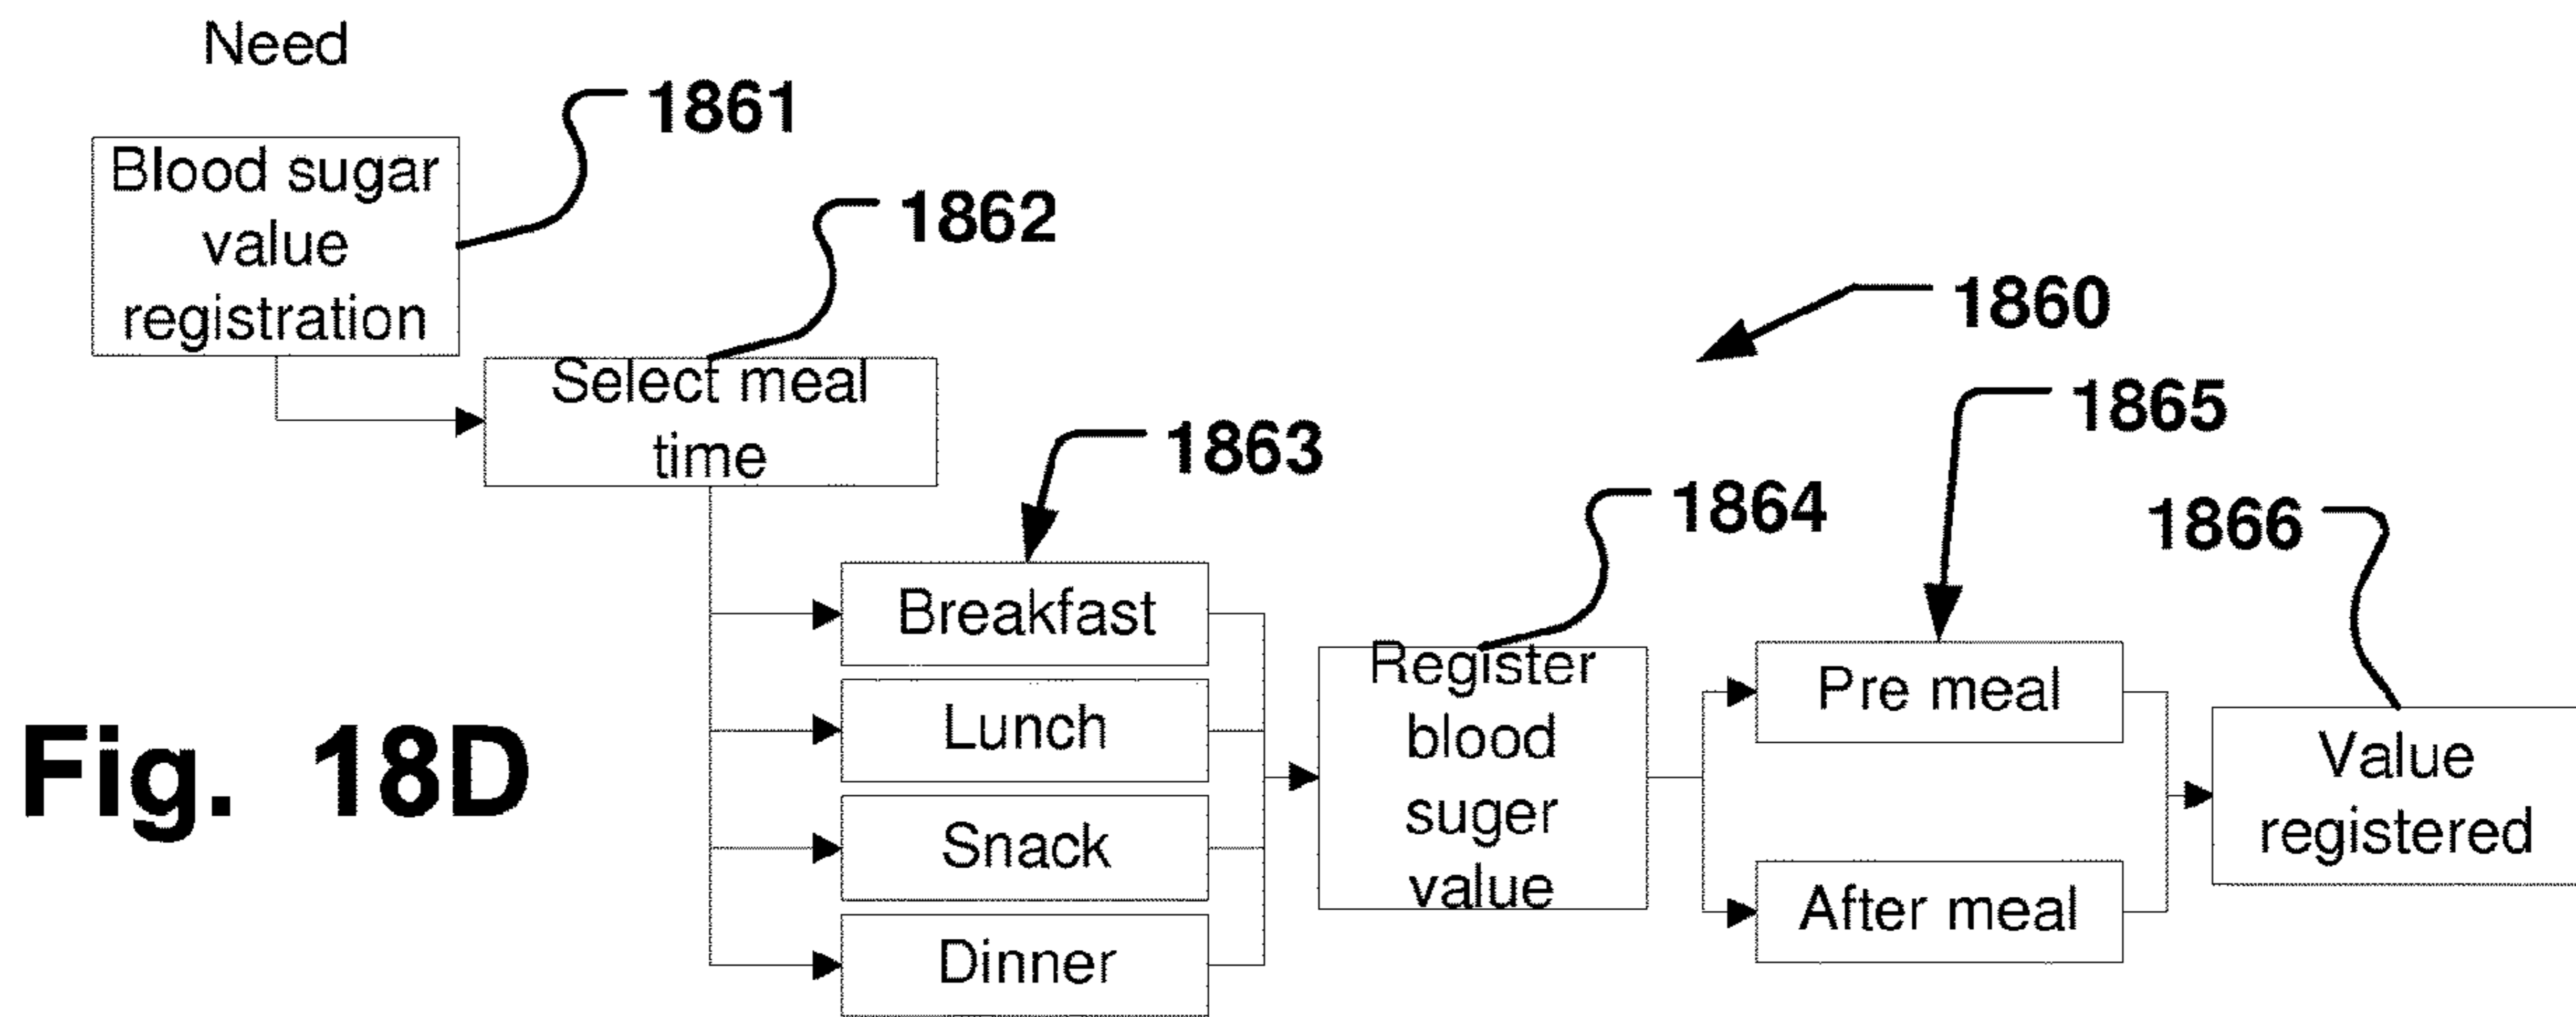 Need
1861
Blood sugar
value
registration
1862
Select meal
time
1860
1865
1863
1864
1866
Breakfast
Lunch
Snack
Dinner
Register
blood
suger
value
Pre meal
After meal
Value
registered
Fig. 18D